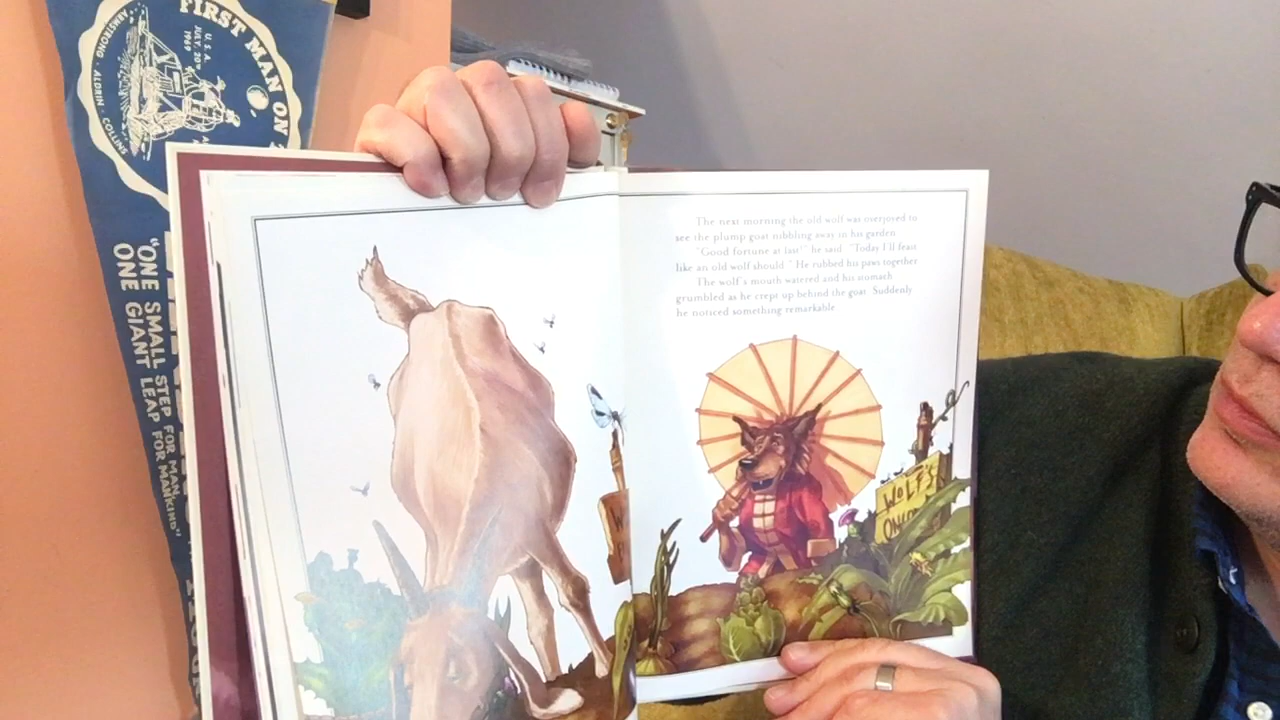 FIRST MAN ON
U.S.A.
JULY 20
1969
ARMSTRONG · ALDRIN · COLLINS
"ONE SMALL STEP FOR MAN,
ONE GIANT LEAP FOR MANKIND"
The next morning the old wolf was overjoyed to
see the plump goat nibbling away in his garden.
"Good fortune at last!" he said. "Today I'll feast
like an old wolf should." He rubbed his paws together.
The wolf's mouth watered and his stomach
grumbled as he crept up behind the goat. Suddenly
he noticed something remarkable.
WOLF'S